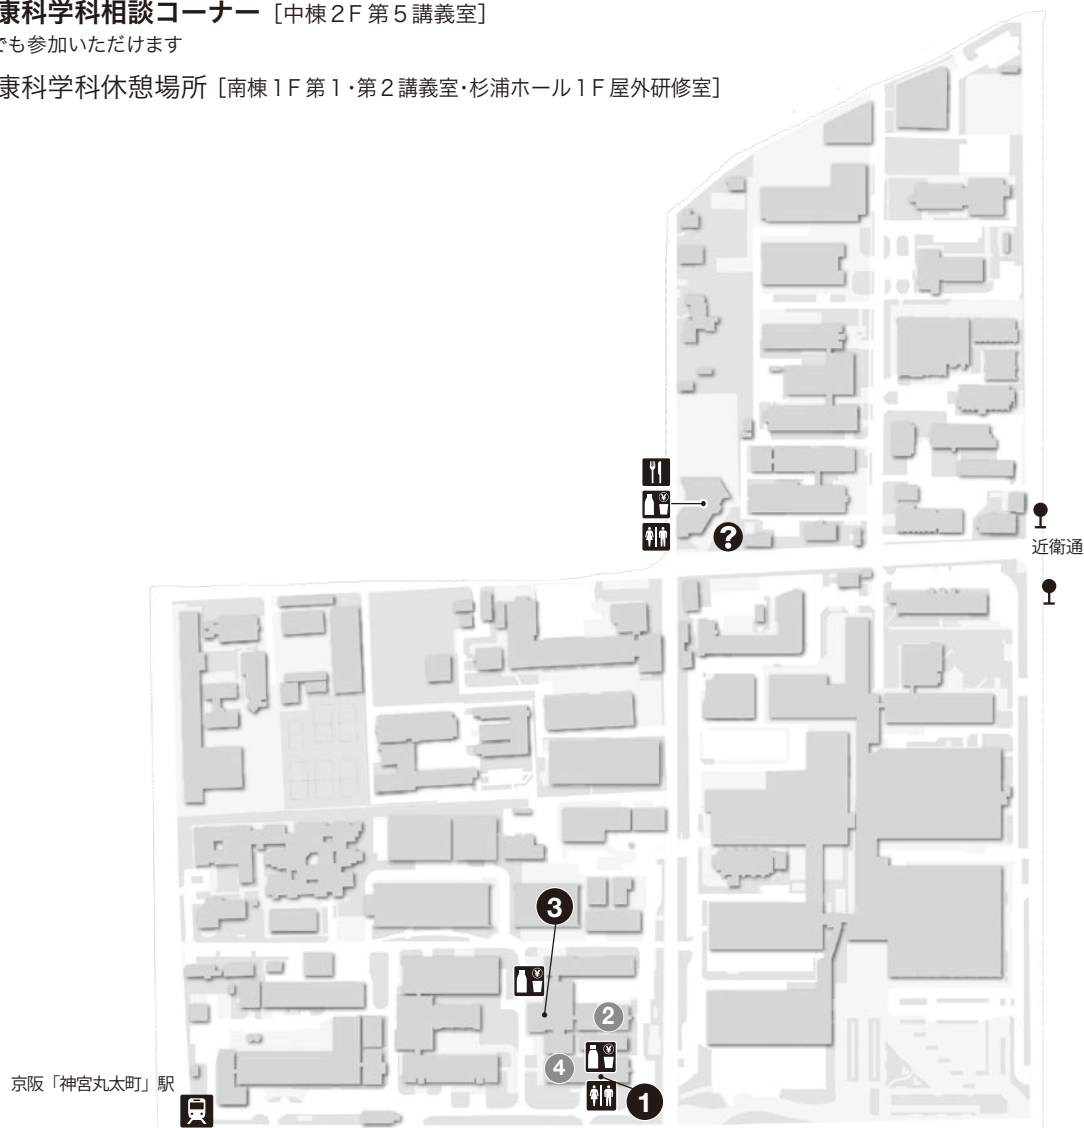 康科学科相談コーナー [中棟2F 第5講義室]
でも参加いただけます
康科学科休憩場所 [南棟1F 第1・第2講義室・杉浦ホール1F 屋外研修室]
?
近衛通
3
2
4
1
京阪「神宮丸太町」駅